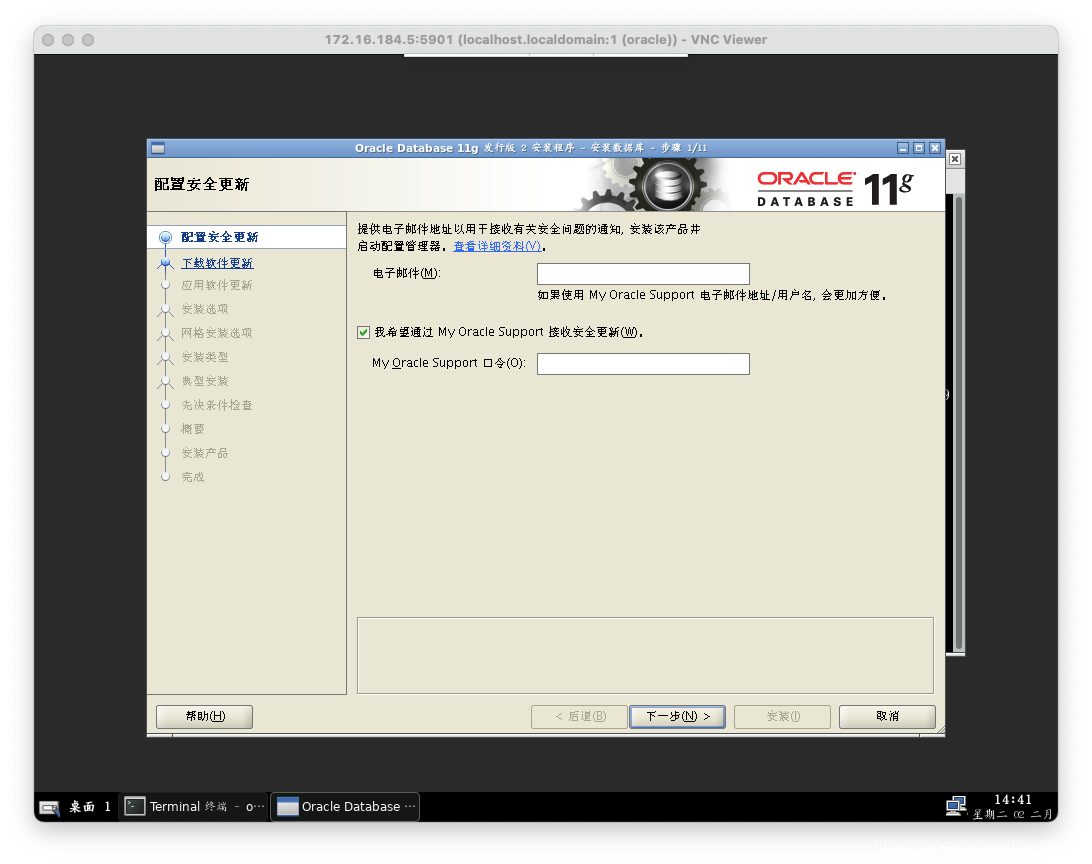 172.16.184.5:5901 (localhost.localdomain:1 (oracle)) - VNC Viewer
Oracle Database 11g 发行版 2 安装程序 - 安装数据库 - 步骤 1/11
配置安全更新
ORACLE
DATABASE
11g
配置安全更新
下载软件更新
应用软件更新
安装选项
网格安装选项
安装类型
典型安装
先决条件检查
概要
安装产品
完成
提供电子邮件地址以用于接收有关安全问题的通知, 安装该产品并
启动配置管理器。查看详细资料(V)。
电子邮件(M):
如果使用 My Oracle Support 电子邮件地址/用户名, 会更加方便。
我希望通过 My Oracle Support 接收安全更新(W)。
My Oracle Support 口令(O):
帮助(H)
< 后退(B)
下一步(N) >
安装(I)
取消
桌面 1
Terminal 终端 - o···
Oracle Database ···
14:41
星期二 02 二月